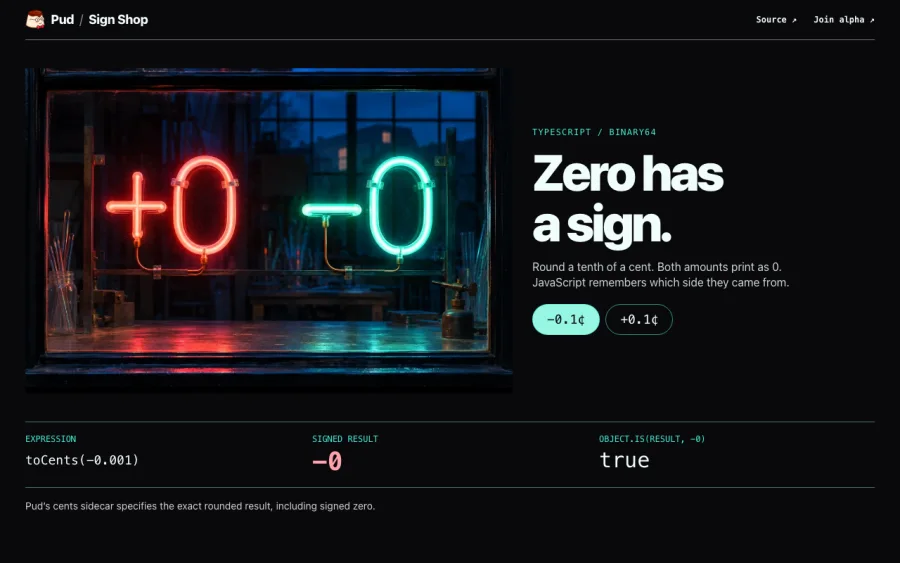 Pud / Sign Shop
Source ↗ Join alpha ↗
+0 −0
TYPESCRIPT / BINARY64
Zero has
a sign.
Round a tenth of a cent. Both amounts print as 0.
JavaScript remembers which side they came from.
−0.1¢ +0.1¢
EXPRESSION
toCents(−0.001)
SIGNED RESULT
−0
OBJECT.IS(RESULT, −0)
true
Pud's cents sidecar specifies the exact rounded result, including signed zero.